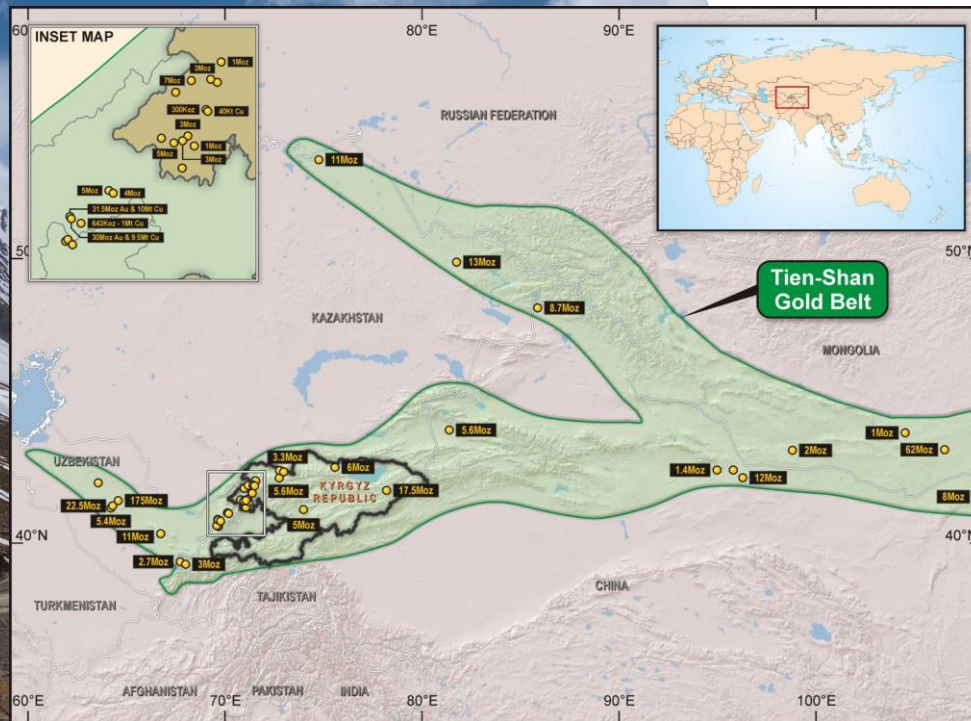 60°E
70°E
80°E
90°E
INSET MAP
1Moz
3Moz
7Moz
300Koz
40Kt Cu
3Moz
5Moz
1Moz
3Moz
5Moz
4Moz
31.5Moz Au & 10Mt Cu
643Koz - 1Mt Cu
30Moz Au & 9.5Mt Cu
RUSSIAN FEDERATION
11Moz
50°N
50°N
13Moz
Tien-Shan
Gold Belt
8.7Moz
KAZAKHSTAN
MONGOLIA
5.6Moz
1Moz
62Moz
2Moz
UZBEKISTAN
3.3Moz
6Moz
1.4Moz
12Moz
KYRGYZ
REPUBLIC
5.6Moz
17.5Moz
175Moz
22.5Moz
5.4Moz
8Moz
5Moz
11Moz
40°N
40°N
2.7Moz
3Moz
CHINA
TAJIKISTAN
TURKMENISTAN
AFGHANISTAN
PAKISTAN
INDIA
60°E
70°E
80°E
90°E
100°E